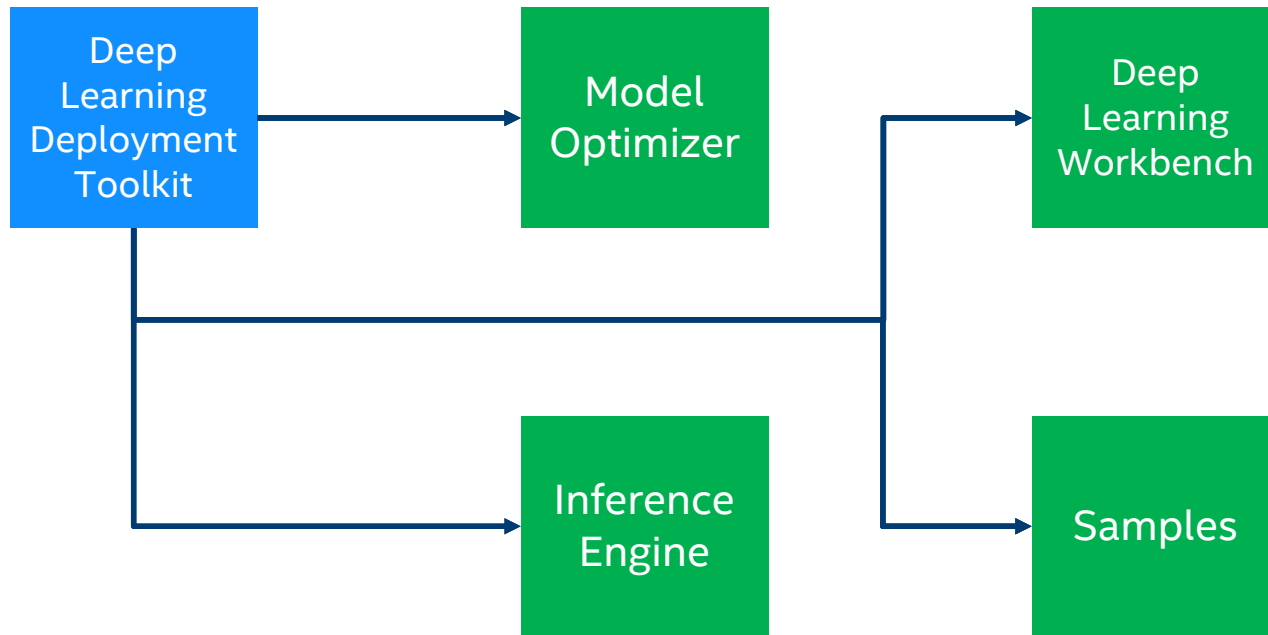 Deep
Learning
Deployment
Toolkit
Model
Optimizer
Deep
Learning
Workbench
Inference
Engine
Samples